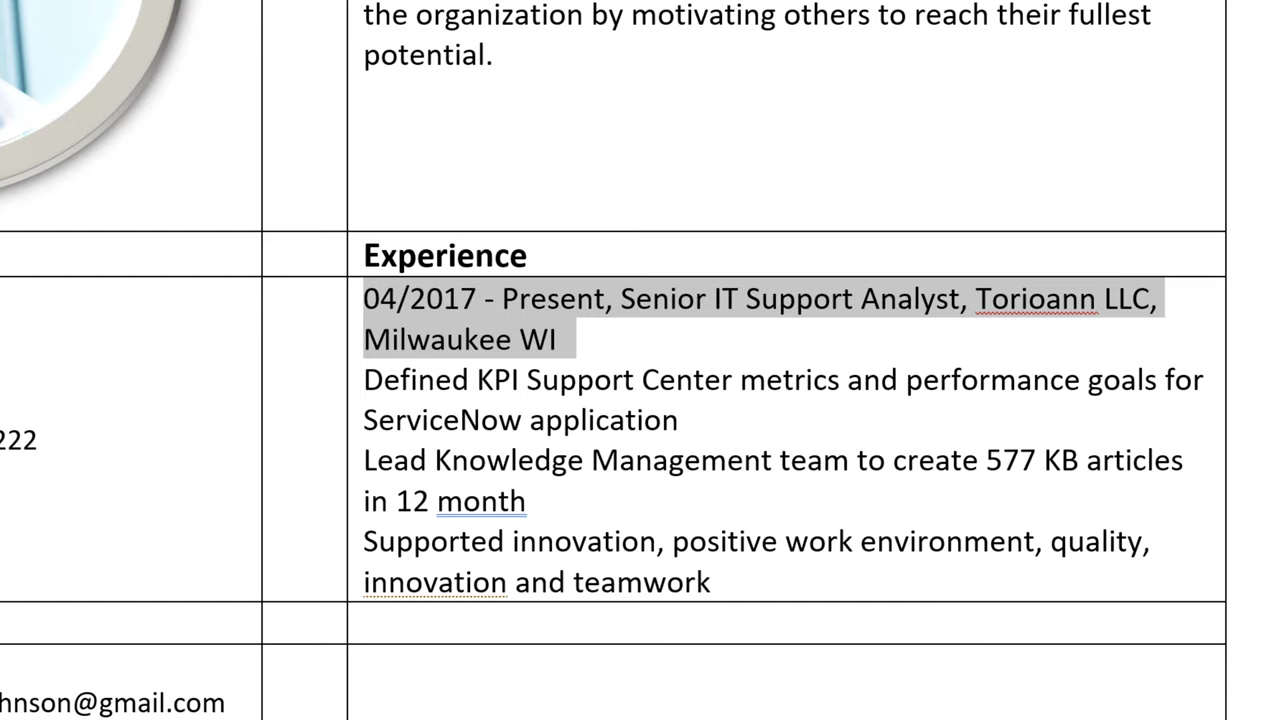 the organization by motivating others to reach their fullest
potential.
Experience
04/2017 - Present, Senior IT Support Analyst, Torioann LLC,
Milwaukee WI
Defined KPI Support Center metrics and performance goals for
ServiceNow application
222
Lead Knowledge Management team to create 577 KB articles
in 12 month
Supported innovation, positive work environment, quality,
innovation and teamwork
hnson@gmail.com